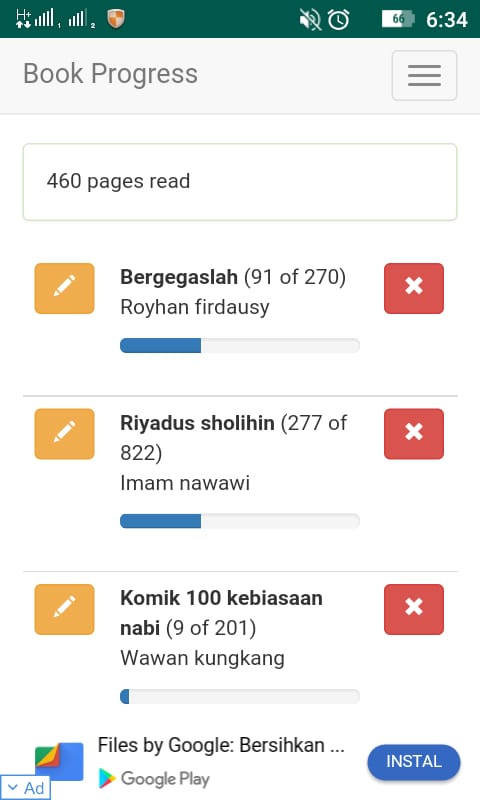 H+ 1 2 66 6:34
Book Progress
460 pages read
Bergegaslah (91 of 270)
Royhan firdausy
Riyadus sholihin (277 of
822)
Imam nawawi
Komik 100 kebiasaan
nabi (9 of 201)
Wawan kungkang
Files by Google: Bersihkan ...
INSTAL
Google Play
Ad